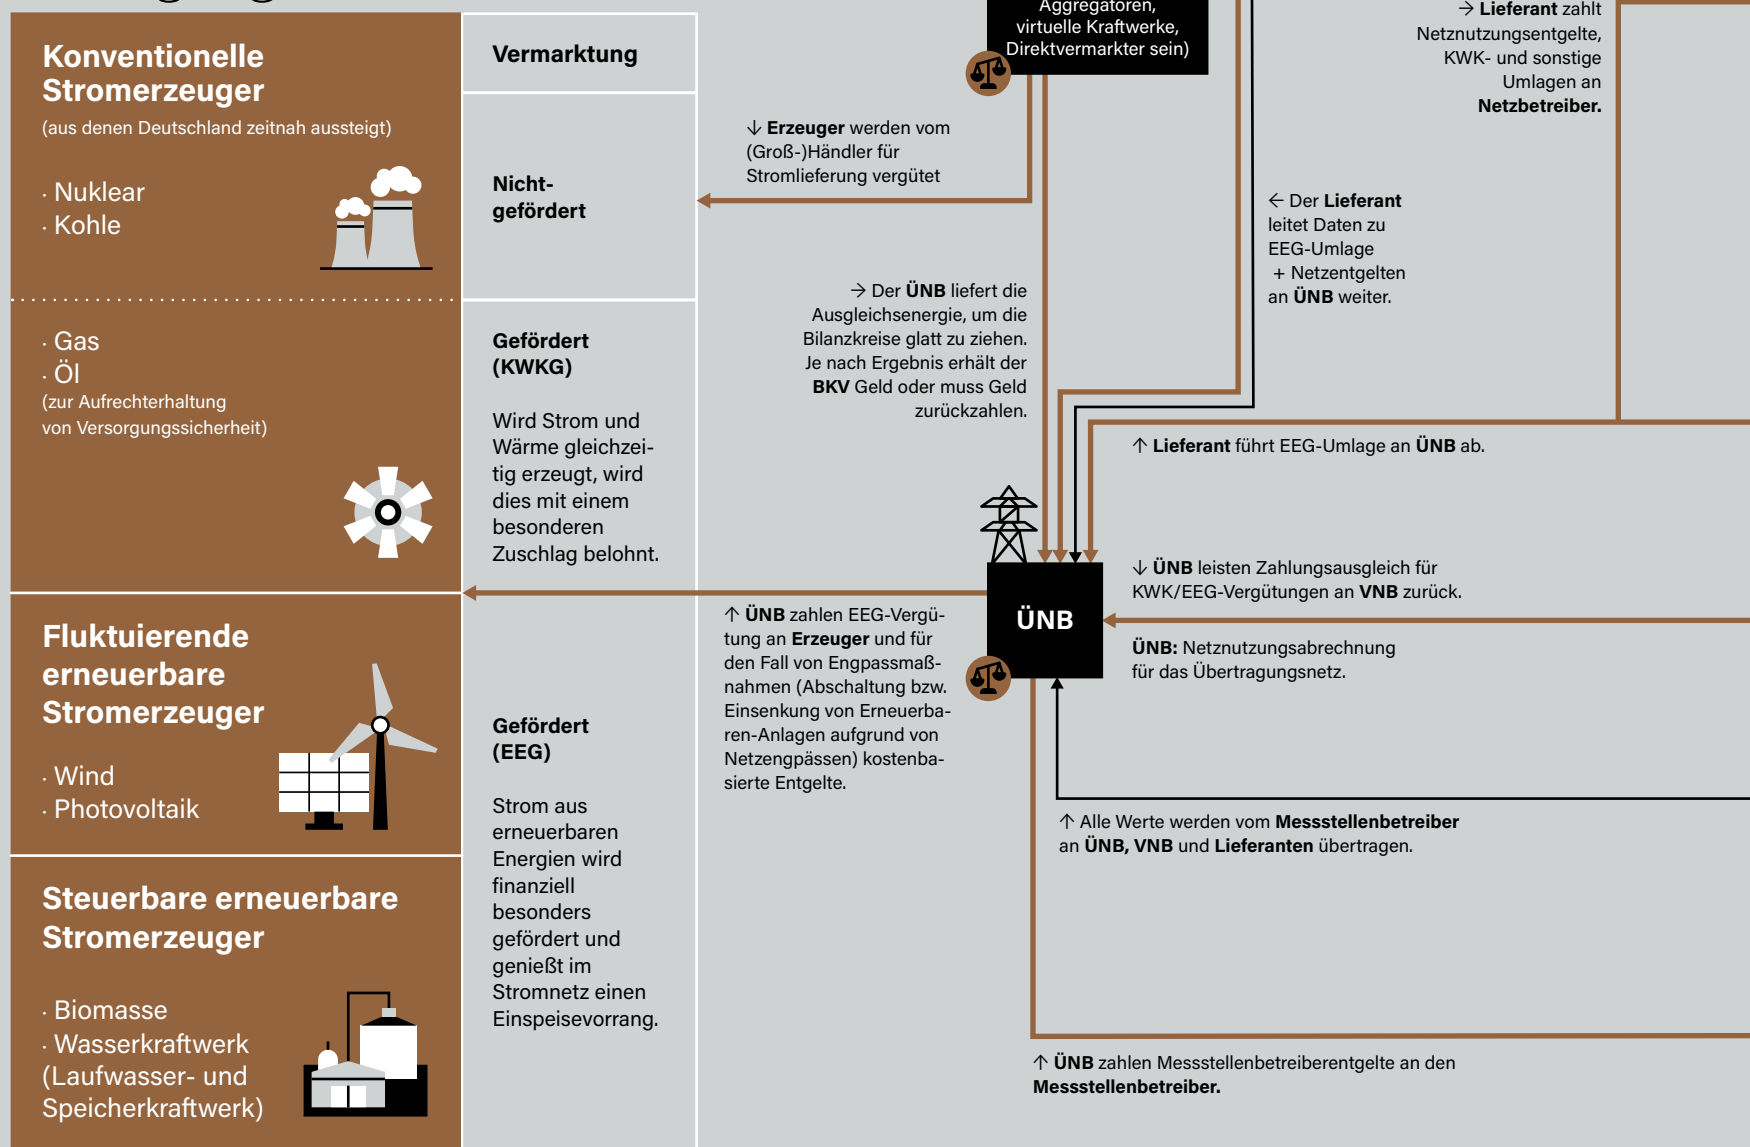 Konventionelle
Stromerzeuger
(aus denen Deutschland zeitnah aussteigt)
· Nuklear
· Kohle
· Gas
· Öl
(zur Aufrechterhaltung
von Versorgungssicherheit)
Fluktuierende
erneuerbare
Stromerzeuger
· Wind
· Photovoltaik
Steuerbare erneuerbare
Stromerzeuger
· Biomasse
· Wasserkraftwerk
(Laufwasser- und
Speicherkraftwerk)
Vermarktung
Nicht-
gefördert
Gefördert
(KWKG)
Wird Strom und
Wärme gleichzei-
tig erzeugt, wird
dies mit einem
besonderen
Zuschlag belohnt.
Gefördert
(EEG)
Strom aus
erneuerbaren
Energien wird
finanziell
besonders
gefördert und
genießt im
Stromnetz einen
Einspeisevorrang.
Aggregatoren,
virtuelle Kraftwerke,
Direktvermarkter sein)
↓ Erzeuger werden vom
(Groß-)Händler für
Stromlieferung vergütet
→ Der ÜNB liefert die
Ausgleichsenergie, um die
Bilanzkreise glatt zu ziehen.
Je nach Ergebnis erhält der
BKV Geld oder muss Geld
zurückzahlen.
→ Lieferant zahlt
Netznutzungsentgelte,
KWK- und sonstige
Umlagen an
Netzbetreiber.
← Der Lieferant
leitet Daten zu
EEG-Umlage
+ Netzentgelten
an ÜNB weiter.
↑ Lieferant führt EEG-Umlage an ÜNB ab.
ÜNB
↓ ÜNB leisten Zahlungsausgleich für
KWK/EEG-Vergütungen an VNB zurück.
ÜNB: Netznutzungsabrechnung
für das Übertragungsnetz.
↑ ÜNB zahlen EEG-Vergü-
tung an Erzeuger und für
den Fall von Engpassmaß-
nahmen (Abschaltung bzw.
Einsenkung von Erneuerba-
ren-Anlagen aufgrund von
Netzengpässen) kostenba-
sierte Entgelte.
↑ Alle Werte werden vom Messstellenbetreiber
an ÜNB, VNB und Lieferanten übertragen.
↑ ÜNB zahlen Messstellenbetreiberentgelte an den
Messstellenbetreiber.